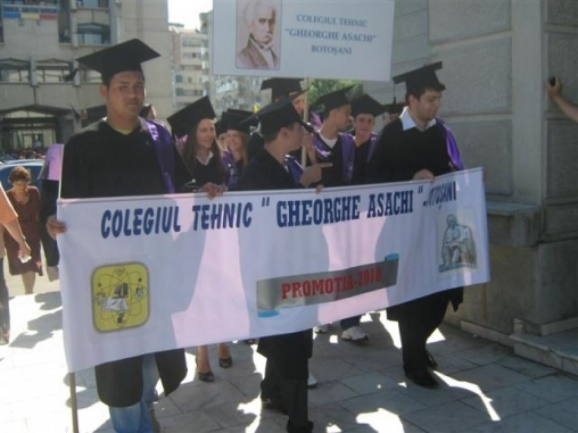 COLEGIUL TEHNIC
"GHEORGHE ASACHI"
BOTOŞANI
COLEGIUL TEHNIC "GHEORGHE ASACHI"
PROMOTIA